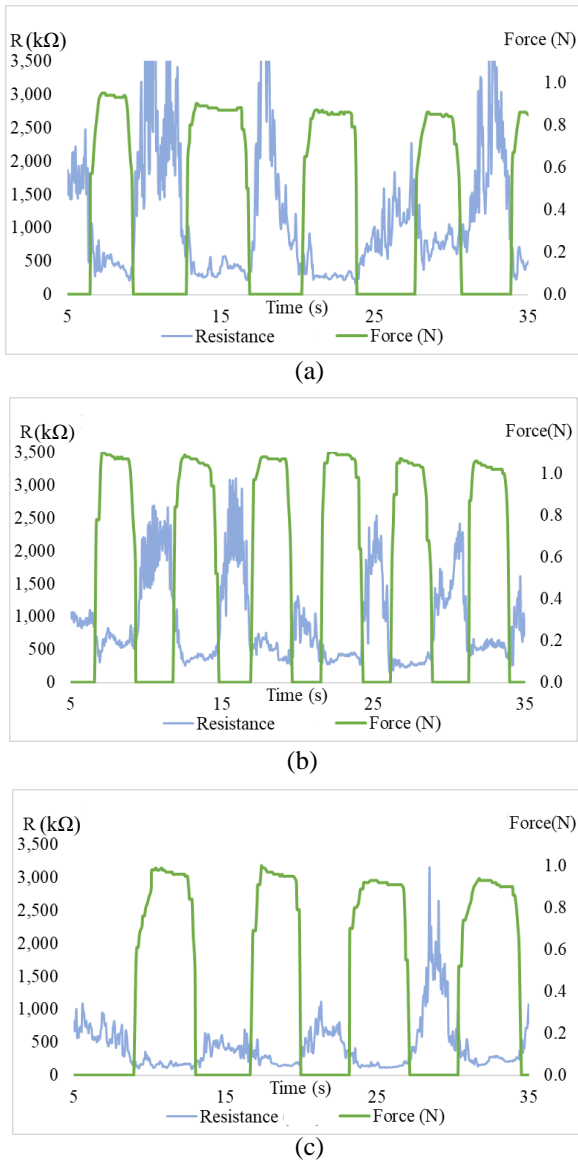 R (kΩ) Force (N)
3,500
3,000 1.0
2,500 0.8
2,000 0.6
1,500
1,000 0.4
500 0.2
0 0.0
5 15 25 35
Time (s)
Resistance Force (N)
(a)
R (kΩ) Force(N)
3,500
3,000 1.0
2,500 0.8
2,000
1,500 0.6
1,000 0.4
500 0.2
0 0.0
5 15 25 35
Time (s)
Resistance Force (N)
(b)
R (kΩ) Force(N)
3,500
3,000 1.0
2,500 0.8
2,000 0.6
1,500
1,000 0.4
500 0.2
0 0.0
5 15 25 35
Time (s)
Resistance Force (N)
(c)